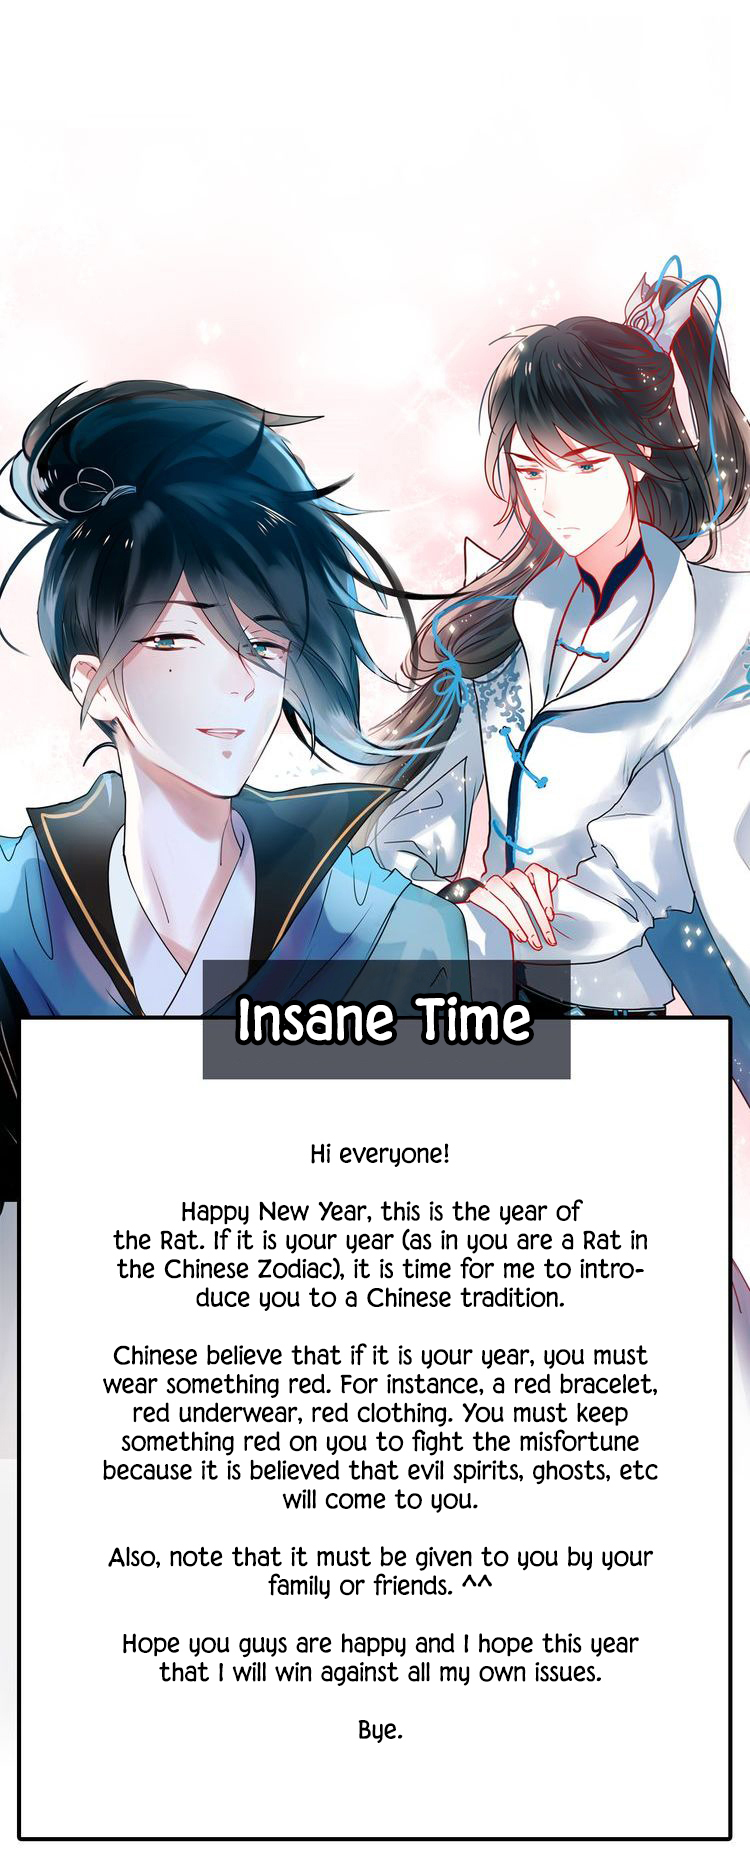 Insane Time
Hi everyone!
Happy New Year, this is the year of
the Rat. If it is your year (as in you are a Rat in
the Chinese Zodiac), it is time for me to intro-
duce you to a Chinese tradition.
Chinese believe that if it is your year, you must
wear something red. For instance, a red bracelet,
red underwear, red clothing. You must keep
something red on you to fight the misfortune
because it is believed that evil spirits, ghosts, etc
will come to you.
Also, note that it must be given to you by your
family or friends. ^^
Hope you guys are happy and I hope this year
that I will win against all my own issues.
Bye.